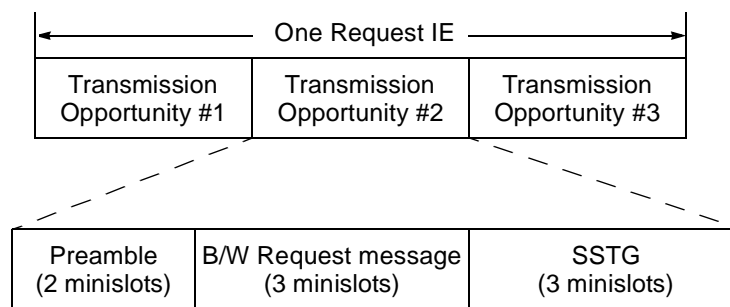 One Request IE
Transmission Opportunity #1
Transmission Opportunity #2
Transmission Opportunity #3
Preamble
(2 minislots)
B/W Request message
(3 minislots)
SSTG
(3 minislots)